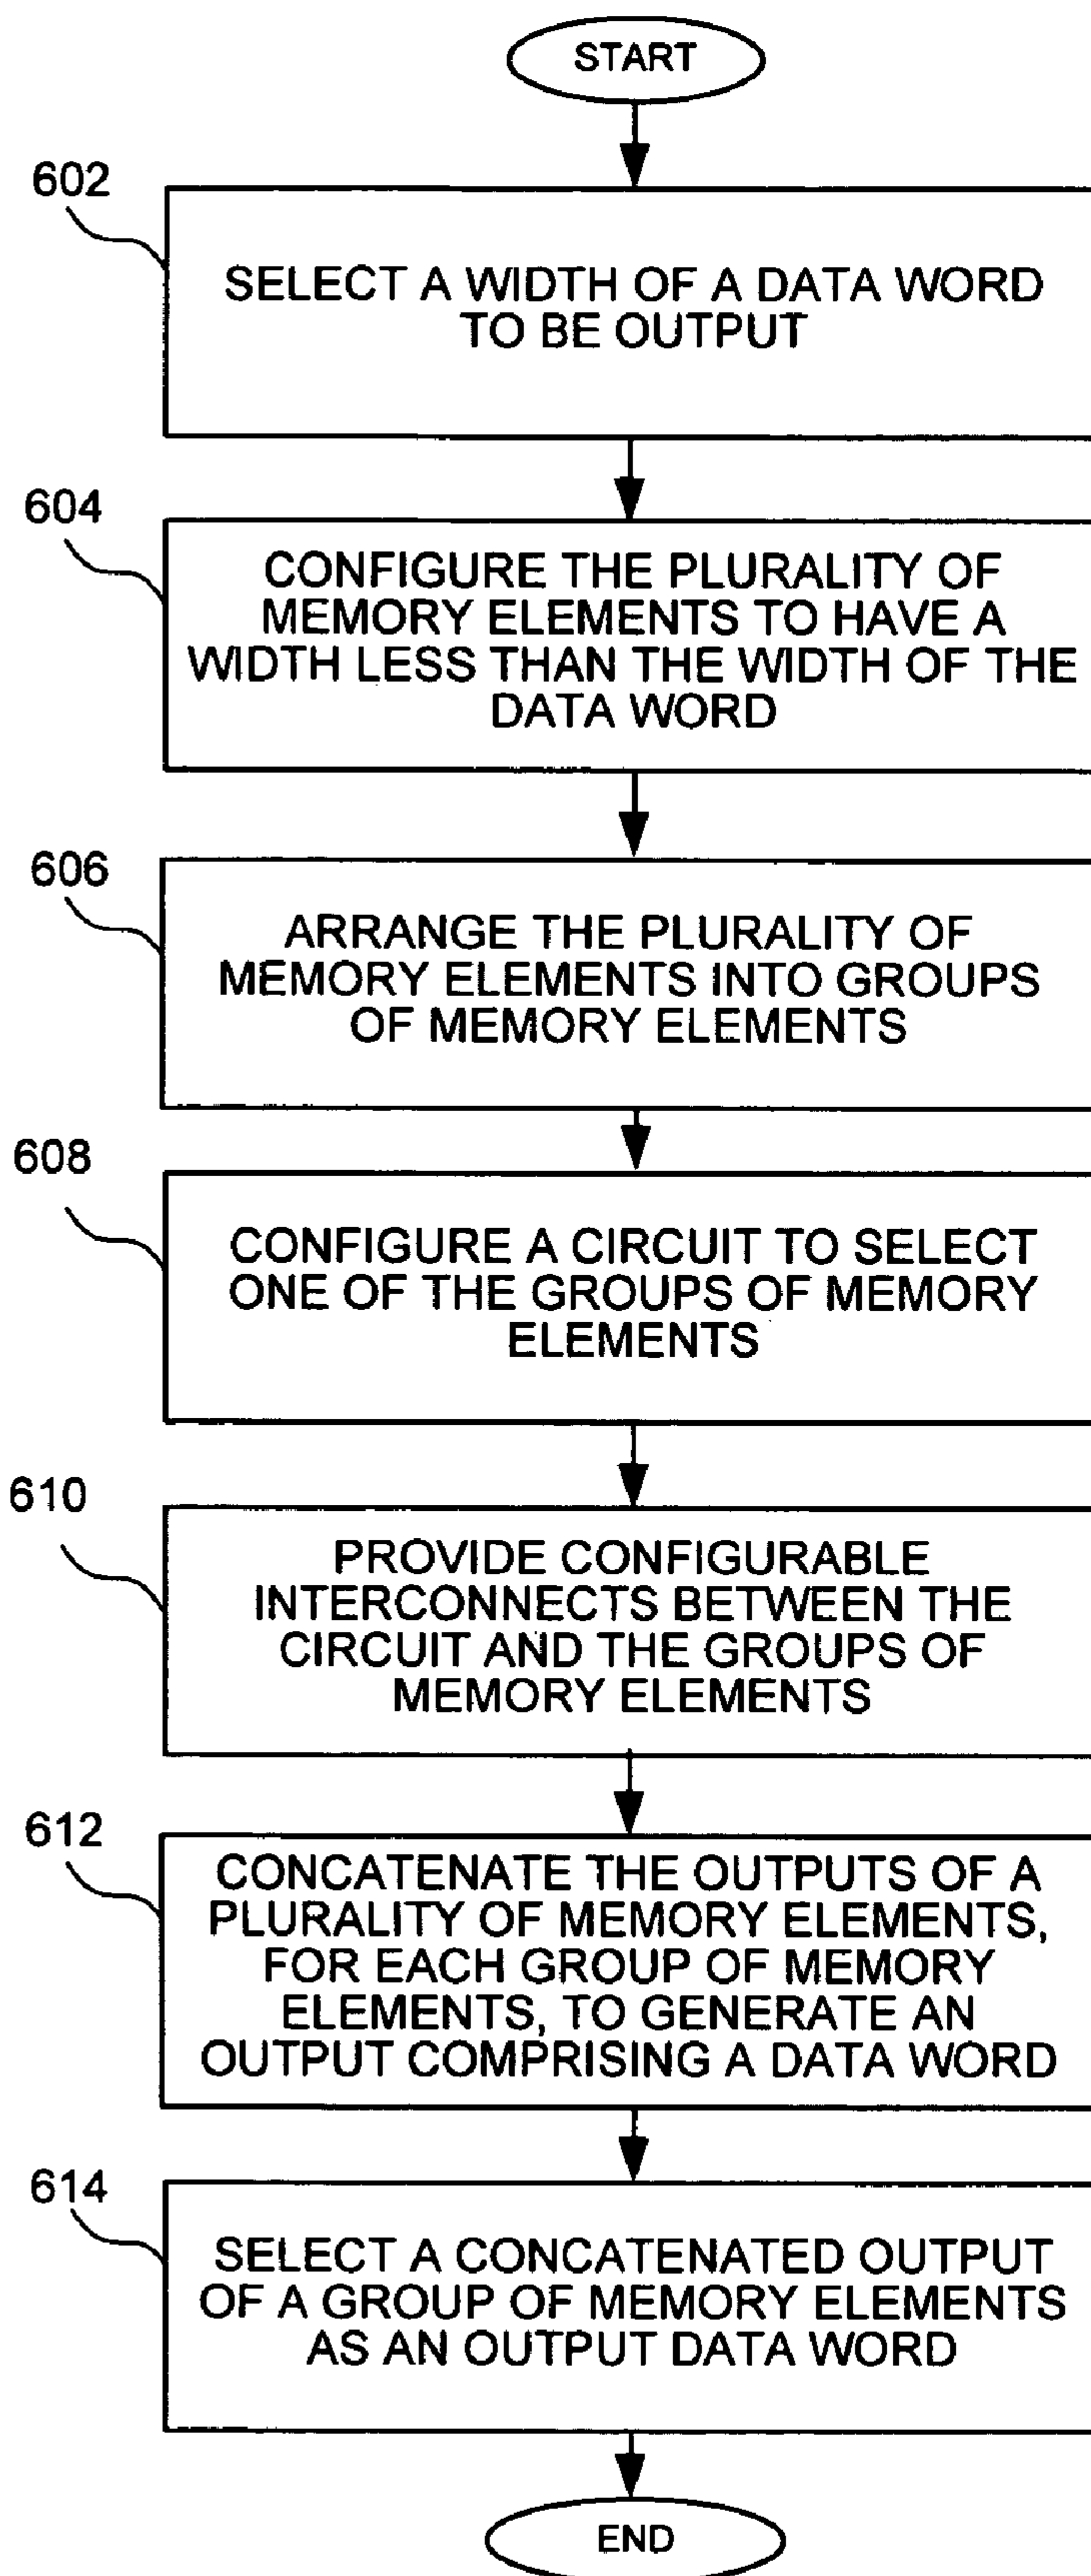 START
602
SELECT A WIDTH OF A DATA WORD
TO BE OUTPUT
604
CONFIGURE THE PLURALITY OF
MEMORY ELEMENTS TO HAVE A
WIDTH LESS THAN THE WIDTH OF THE
DATA WORD
606
ARRANGE THE PLURALITY OF
MEMORY ELEMENTS INTO GROUPS
OF MEMORY ELEMENTS
608
CONFIGURE A CIRCUIT TO SELECT
ONE OF THE GROUPS OF MEMORY
ELEMENTS
610
PROVIDE CONFIGURABLE
INTERCONNECTS BETWEEN THE
CIRCUIT AND THE GROUPS OF
MEMORY ELEMENTS
612
CONCATENATE THE OUTPUTS OF A
PLURALITY OF MEMORY ELEMENTS,
FOR EACH GROUP OF MEMORY
ELEMENTS, TO GENERATE AN
OUTPUT COMPRISING A DATA WORD
614
SELECT A CONCATENATED OUTPUT
OF A GROUP OF MEMORY ELEMENTS
AS AN OUTPUT DATA WORD
END